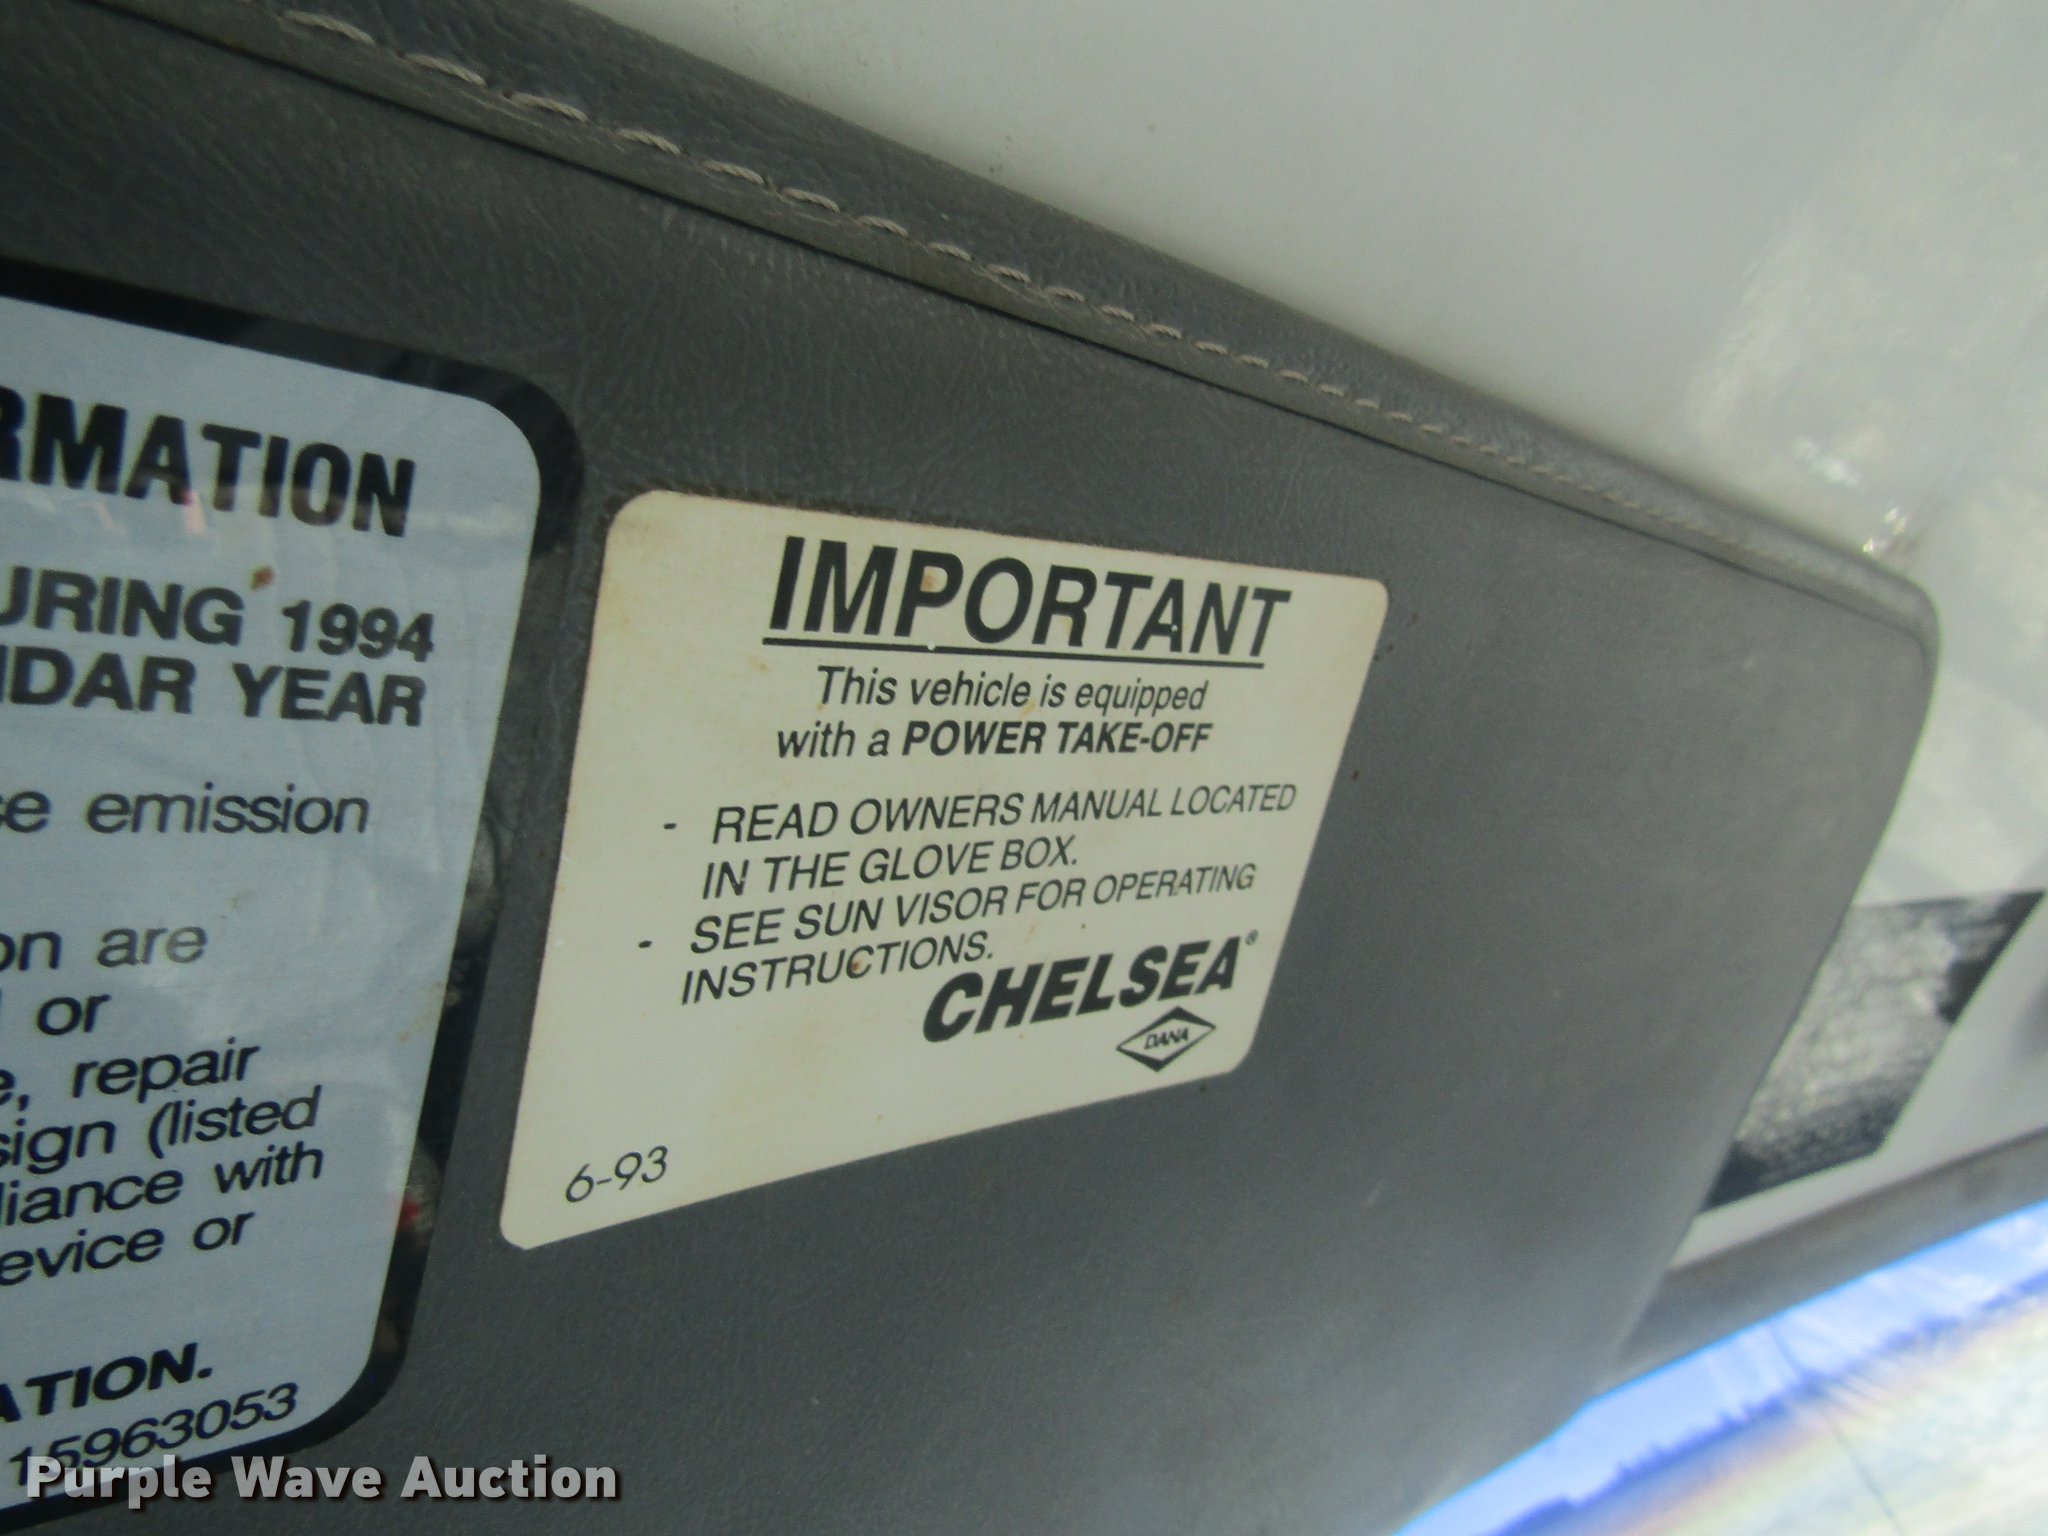 RMATION
URING 1994
NDAR YEAR
se emission
on are
or
, repair
sign (listed
liance with
evice or
ATION.
15963053
IMPORTANT
This vehicle is equipped
with a POWER TAKE-OFF
- READ OWNERS MANUAL LOCATED
IN THE GLOVE BOX.
- SEE SUN VISOR FOR OPERATING
INSTRUCTIONS.
CHELSEA®
DANA
6-93
Purple Wave Auction